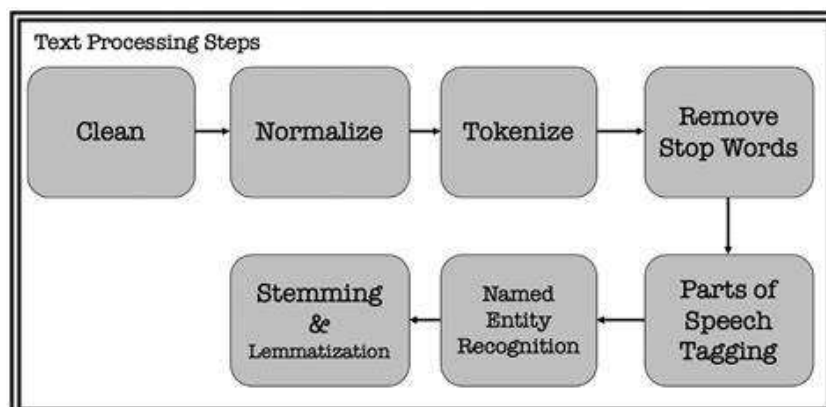 Text Processing Steps
Clean
Normalize
Tokenize
Remove
Stop Words
Parts of
Speech
Tagging
Named
Entity
Recognition
Stemming
&
Lemmatization